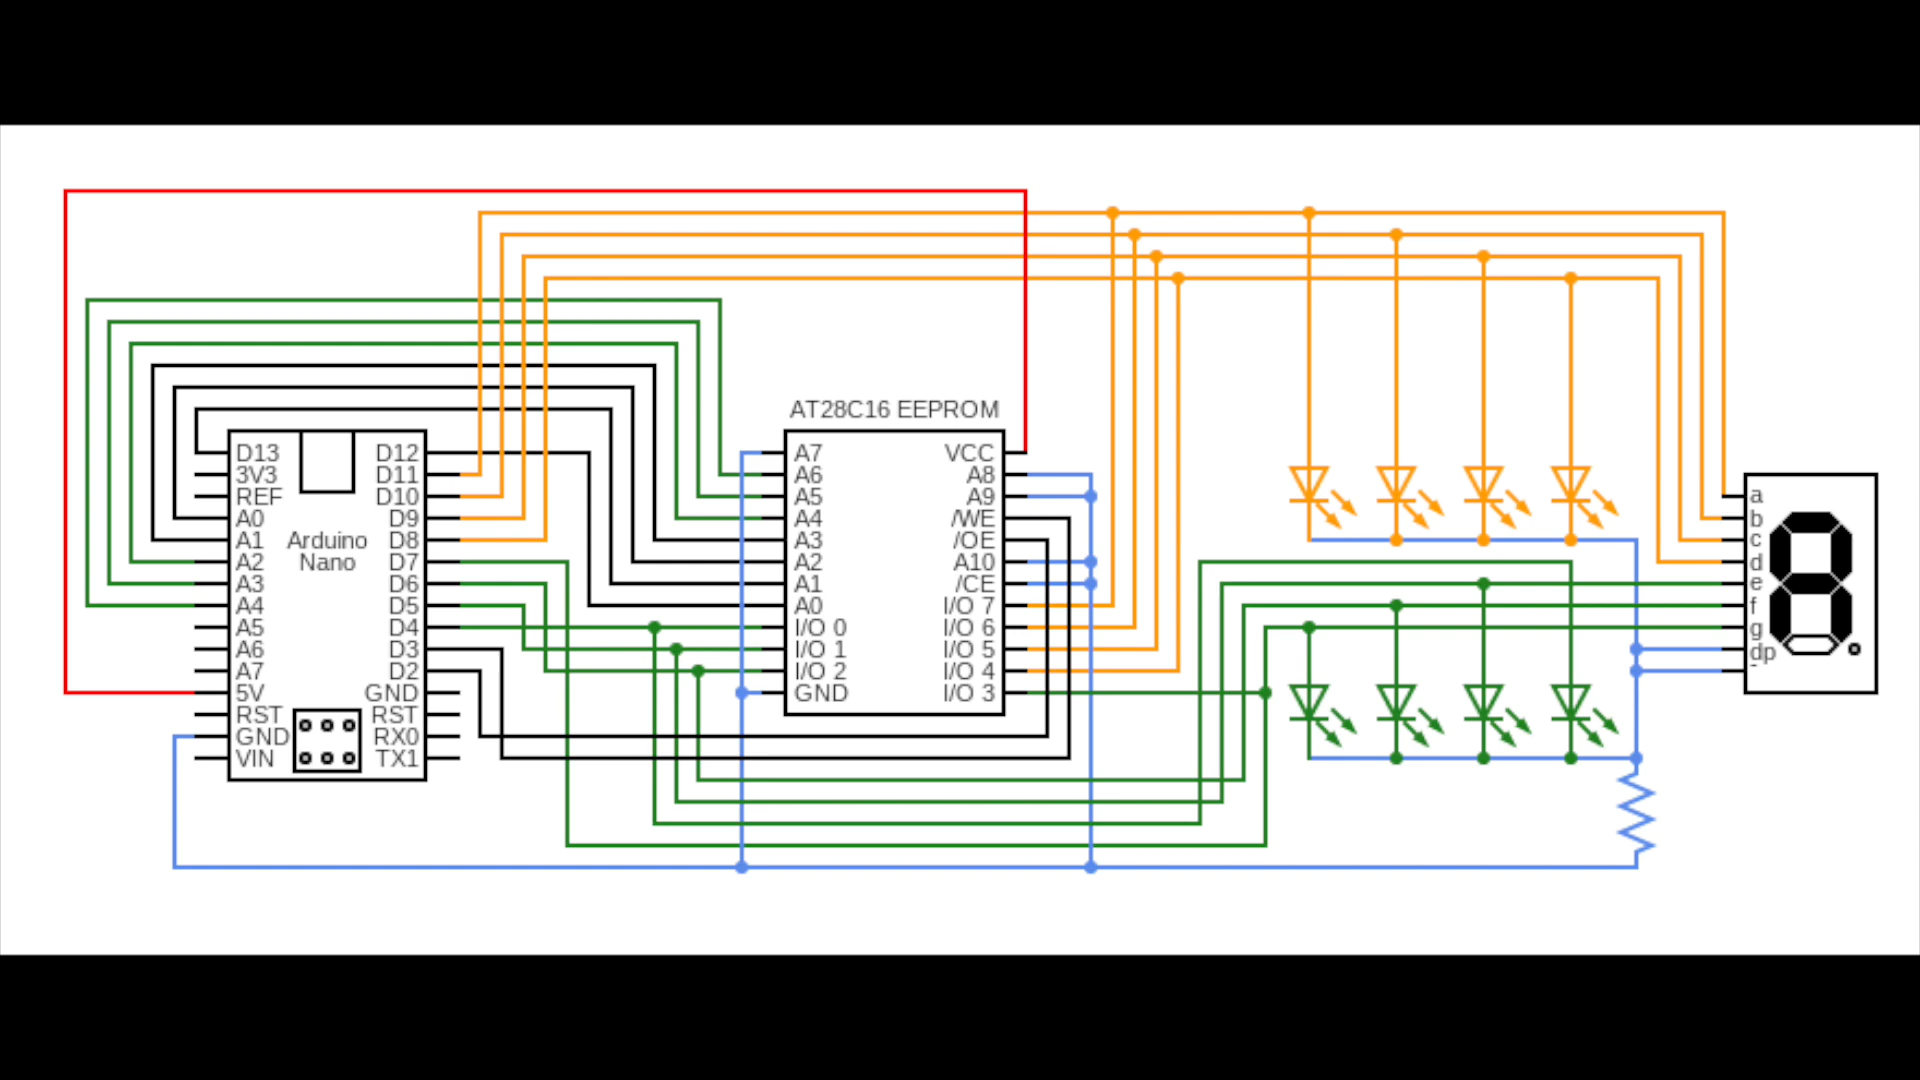 AT28C16 EEPROM
D13
3V3
REF
A0
A1
A2
A3
A4
A5
A6
A7
5V
RST
GND
VIN
Arduino
Nano
D12
D11
D10
D9
D8
D7
D6
D5
D4
D3
D2
GND
RST
RX0
TX1
A7
A6
A5
A4
A3
A2
A1
A0
I/O 0
I/O 1
I/O 2
GND
VCC
A8
A9
/WE
/OE
A10
/CE
I/O 7
I/O 6
I/O 5
I/O 4
I/O 3
a
b
c
d
e
f
g
dp
-